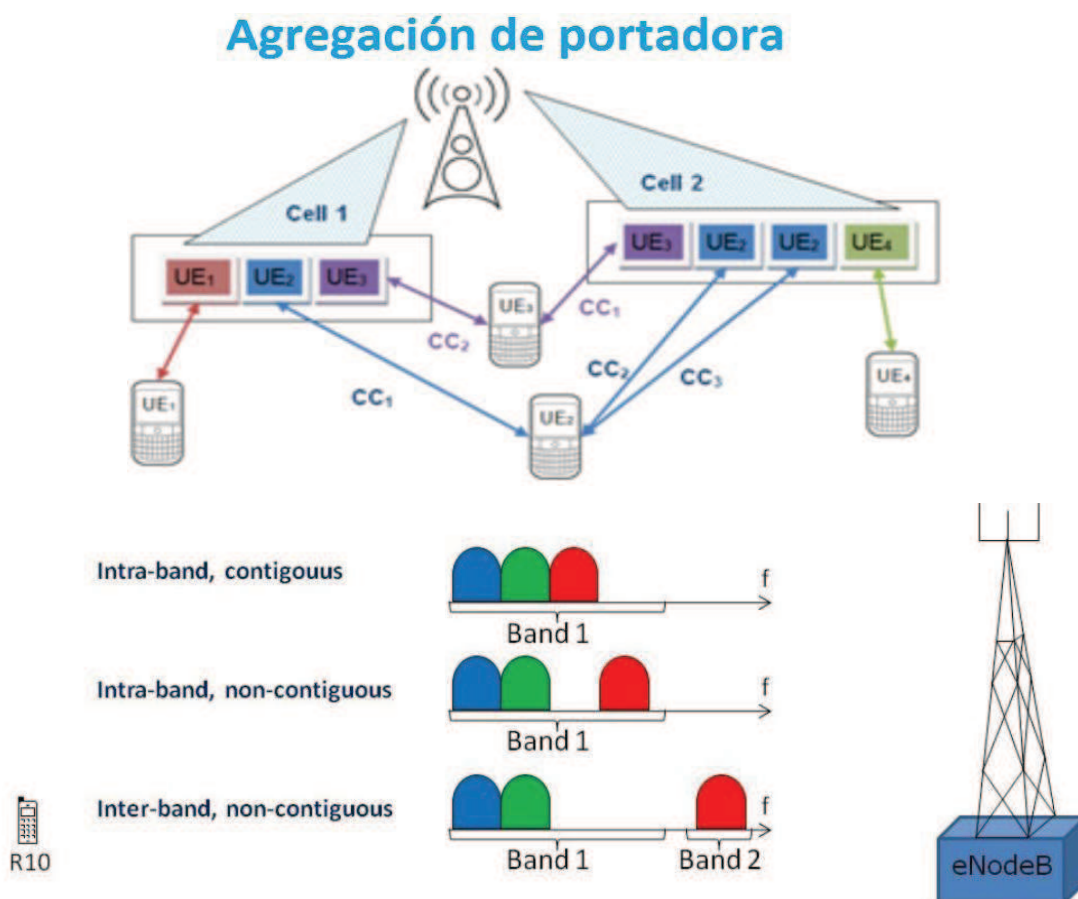 Agregación de portadora
Cell 1
Cell 2
UE₁ UE₂ UE₃
UE₃ UE₂ UE₂ UE₄
UE₃
CC₂
CC₁
CC₁
CC₂
CC₃
UE₁
UE₂
UE₄
Intra-band, contigouus
f
Band 1
Intra-band, non-contiguous
f
Band 1
Inter-band, non-contiguous
f
Band 1 Band 2
R10
eNodeB